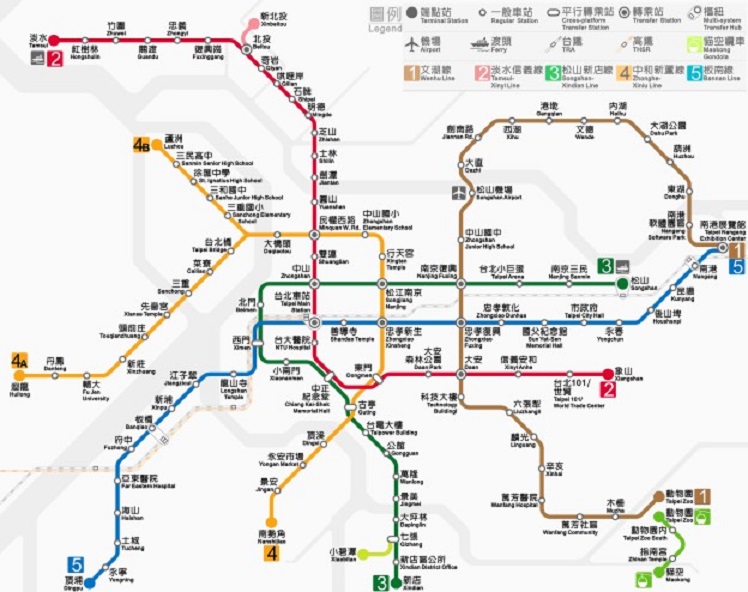 圖例
Legend
端點站
Terminal Station
一般車站
Regular Station
平行轉乘站
Cross-platform
Transfer Station
轉乘站
Transfer Station
機場
Airport
渡頭
Ferry
台鐵
TRA
高鐵
THSR
貓空纜車
Maokong
Gondola
1 文湖線
Wenhu Line
2 淡水信義線
Tamsui-
Xinyi Line
3 松山新店線
Songshan-
Xindian Line
4 中和新蘆線
Zhonghe-
Xinlu Line
5 板南線
Bannan Line
淡水
Tamsui
2
紅樹林
Hongshulin
竹圍
Zhuwei
關渡
Guandu
忠義
Zhongyi
復興崗
Fuxinggang
新北投
Xinbeitou
北投
Beitou
奇岩
Qiyan
唭哩岸
Qilian
石牌
Shipai
明德
Mingde
芝山
Zhishan
士林
Shilin
劍潭
Jiantan
圓山
Yuanshan
民權西路
Minquan W. Rd.
雙連
Shuanglian
中山
Zhongshan
台北車站
Taipei Main
Station
台大醫院
NTU Hospital
中正
紀念堂
Chiang Kai-Shek
Memorial Hall
東門
Dongmen
大安
森林公園
Daan Park
大安
Daan
信義安和
Xinyi Anhe
台北101/
世貿
Taipei 101/
World Trade Center
象山
Xiangshan
2
4B
蘆洲
Luzhou
三民高中
Sanmin Senior High School
徐匯中學
St. Ignatius High School
三和國中
Sanhe Junior High School
三重國小
Sanchong Elementary
School
大橋頭
Daqiaotou
台北橋
Taipei Bridge
菜寮
Cailiao
三重
Sanchong
先嗇宮
Xianse Temple
頭前庄
Touqianzhuang
新莊
Xinzhuang
輔大
Fu Jen
University
丹鳳
Danfeng
4A
迴龍
Huilong
中山國小
Zhongshan
Elementary School
行天宮
Xingtian
Temple
松江南京
Songjiang
Nanjing
忠孝新生
Zhongxiao
Xinsheng
古亭
Guting
頂溪
Dingxi
永安市場
Yongan Market
景安
Jingan
南勢角
Nanshijiao
4
3
松山
Songshan
南京三民
Nanjing Sanmin
台北小巨蛋
Taipei Arena
南京復興
Nanjing Fuxing
北門
Beimen
西門
Ximen
小南門
Xiaonanmen
台電大樓
Taipower Building
公館
Gongguan
萬隆
Wanlong
景美
Jingmei
大坪林
Dapinglin
七張
Qizhang
小碧潭
Xiaobitan
新店區公所
Xindian District Office
3
新店
Xindian
1
5
南港展覽館
Taipei Nangang
Exhibition Center
南港
軟體園區
Nangang
Software Park
東湖
Donghu
葫洲
Huzhou
大湖公園
Dahu Park
內湖
Neihu
文德
Wende
港墘
Gangqian
西湖
Xihu
劍南路
Jiannan Rd.
大直
Dazhi
松山機場
Songshan Airport
中山國中
Zhongshan
Junior High School
忠孝復興
Zhongxiao
Fuxing
科技大樓
Technology
Building
六張犁
Liuzhangli
麟光
Linguang
辛亥
Xinhai
萬芳醫院
Wanfang Hospital
萬芳社區
Wanfang Community
木柵
Muzha
動物園
Taipei Zoo
1
動物園
Taipei Zoo
動物園內
Taipei Zoo South
指南宮
Zhinan Temple
貓空
Maokong
南港
Nangang
昆陽
Kunyang
後山埤
Houshanpi
永春
Yongchun
市政府
Taipei City Hall
國父紀念館
Sun Yat-Sen
Memorial Hall
忠孝敦化
Zhongxiao Dunhua
善導寺
Shandao Temple
龍山寺
Longshan
Temple
江子翠
Jiangzicui
新埔
Xinpu
板橋
Banqiao
府中
Fuzhong
亞東醫院
Far Eastern Hospital
海山
Haishan
土城
Tucheng
永寧
Yongning
5
頂埔
Dingpu